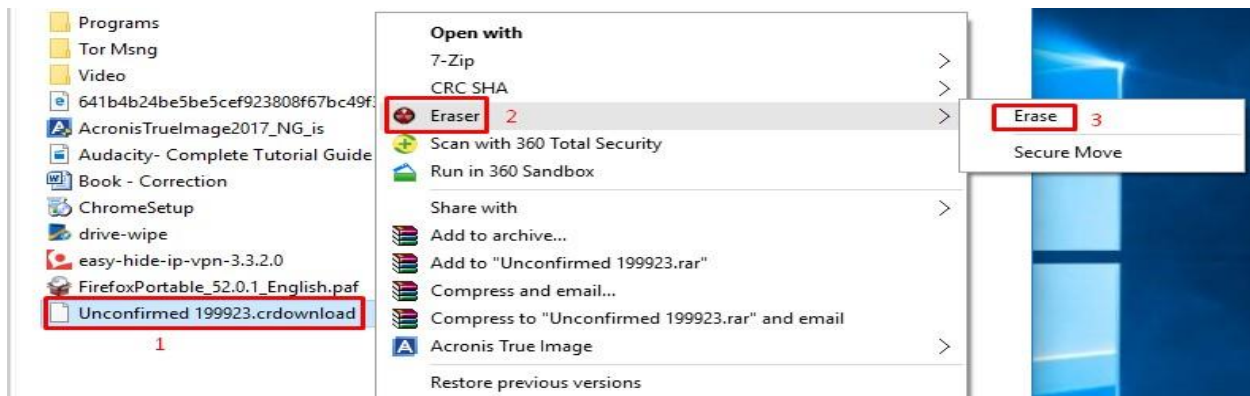 Programs
Tor Msng
Video
641b4b24be5be5cef923808f67bc49f
AcronisTrueImage2017_NG_is
Audacity- Complete Tutorial Guide
Book - Correction
ChromeSetup
drive-wipe
easy-hide-ip-vpn-3.3.2.0
FirefoxPortable_52.0.1_English.paf
Unconfirmed 199923.crdownload
1
Open with
7-Zip
CRC SHA
Eraser 2
Scan with 360 Total Security
Run in 360 Sandbox
Share with
Add to archive...
Add to "Unconfirmed 199923.rar"
Compress and email...
Compress to "Unconfirmed 199923.rar" and email
Acronis True Image
Restore previous versions
Erase 3
Secure Move